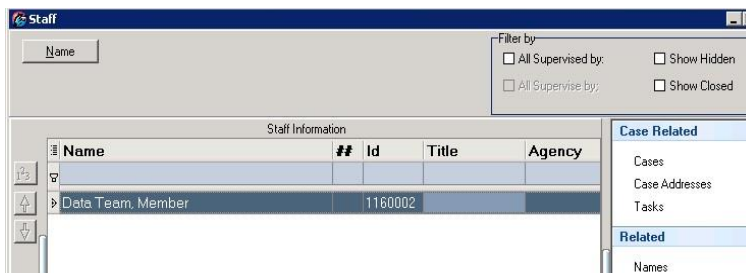 Staff
Name
Filter by
All Supervised by:
Show Hidden
All Supervise by:
Show Closed
Staff Information
Name ## Id Title Agency
Data Team, Member 1160002
Case Related
Cases
Case Addresses
Tasks
Related
Names